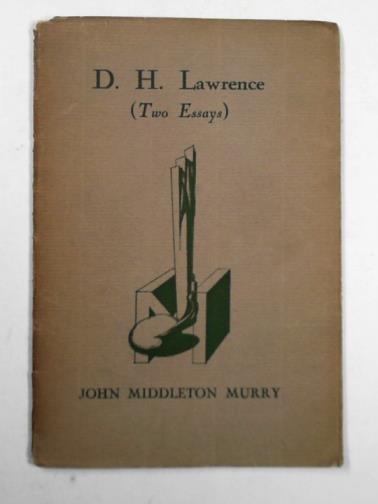 D. H. Lawrence
(Two Essays)
JOHN MIDDLETON MURRY